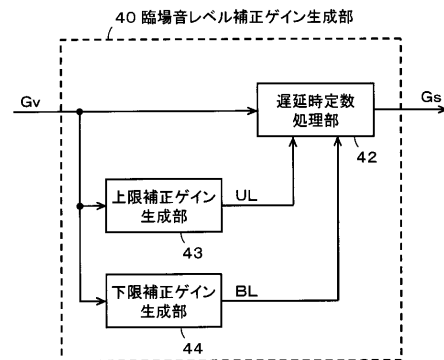 40 臨場音レベル補正ゲイン生成部
Gv
遅延時定数
処理部
Gs
42
上限補正ゲイン
生成部
UL
43
下限補正ゲイン
生成部
BL
44